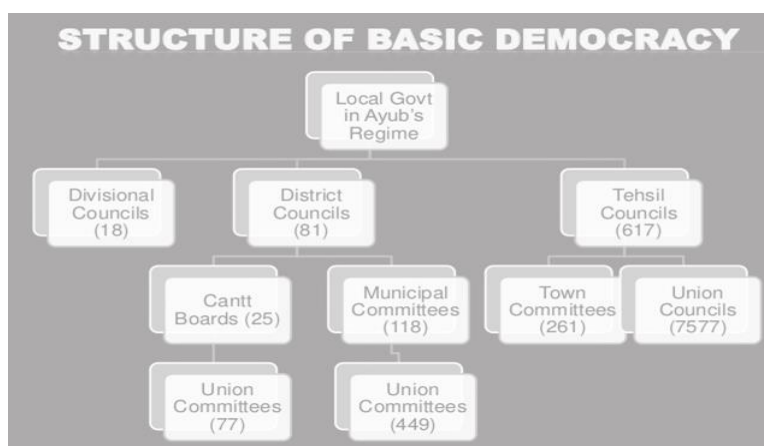 STRUCTURE OF BASIC DEMOCRACY
Local Govt
in Ayub's
Regime
Divisional
Councils
(18)
District
Councils
(81)
Tehsil
Councils
(617)
Cantt
Boards (25)
Municipal
Committees
(118)
Town
Committees
(261)
Union
Councils
(7577)
Union
Committees
(77)
Union
Committees
(449)